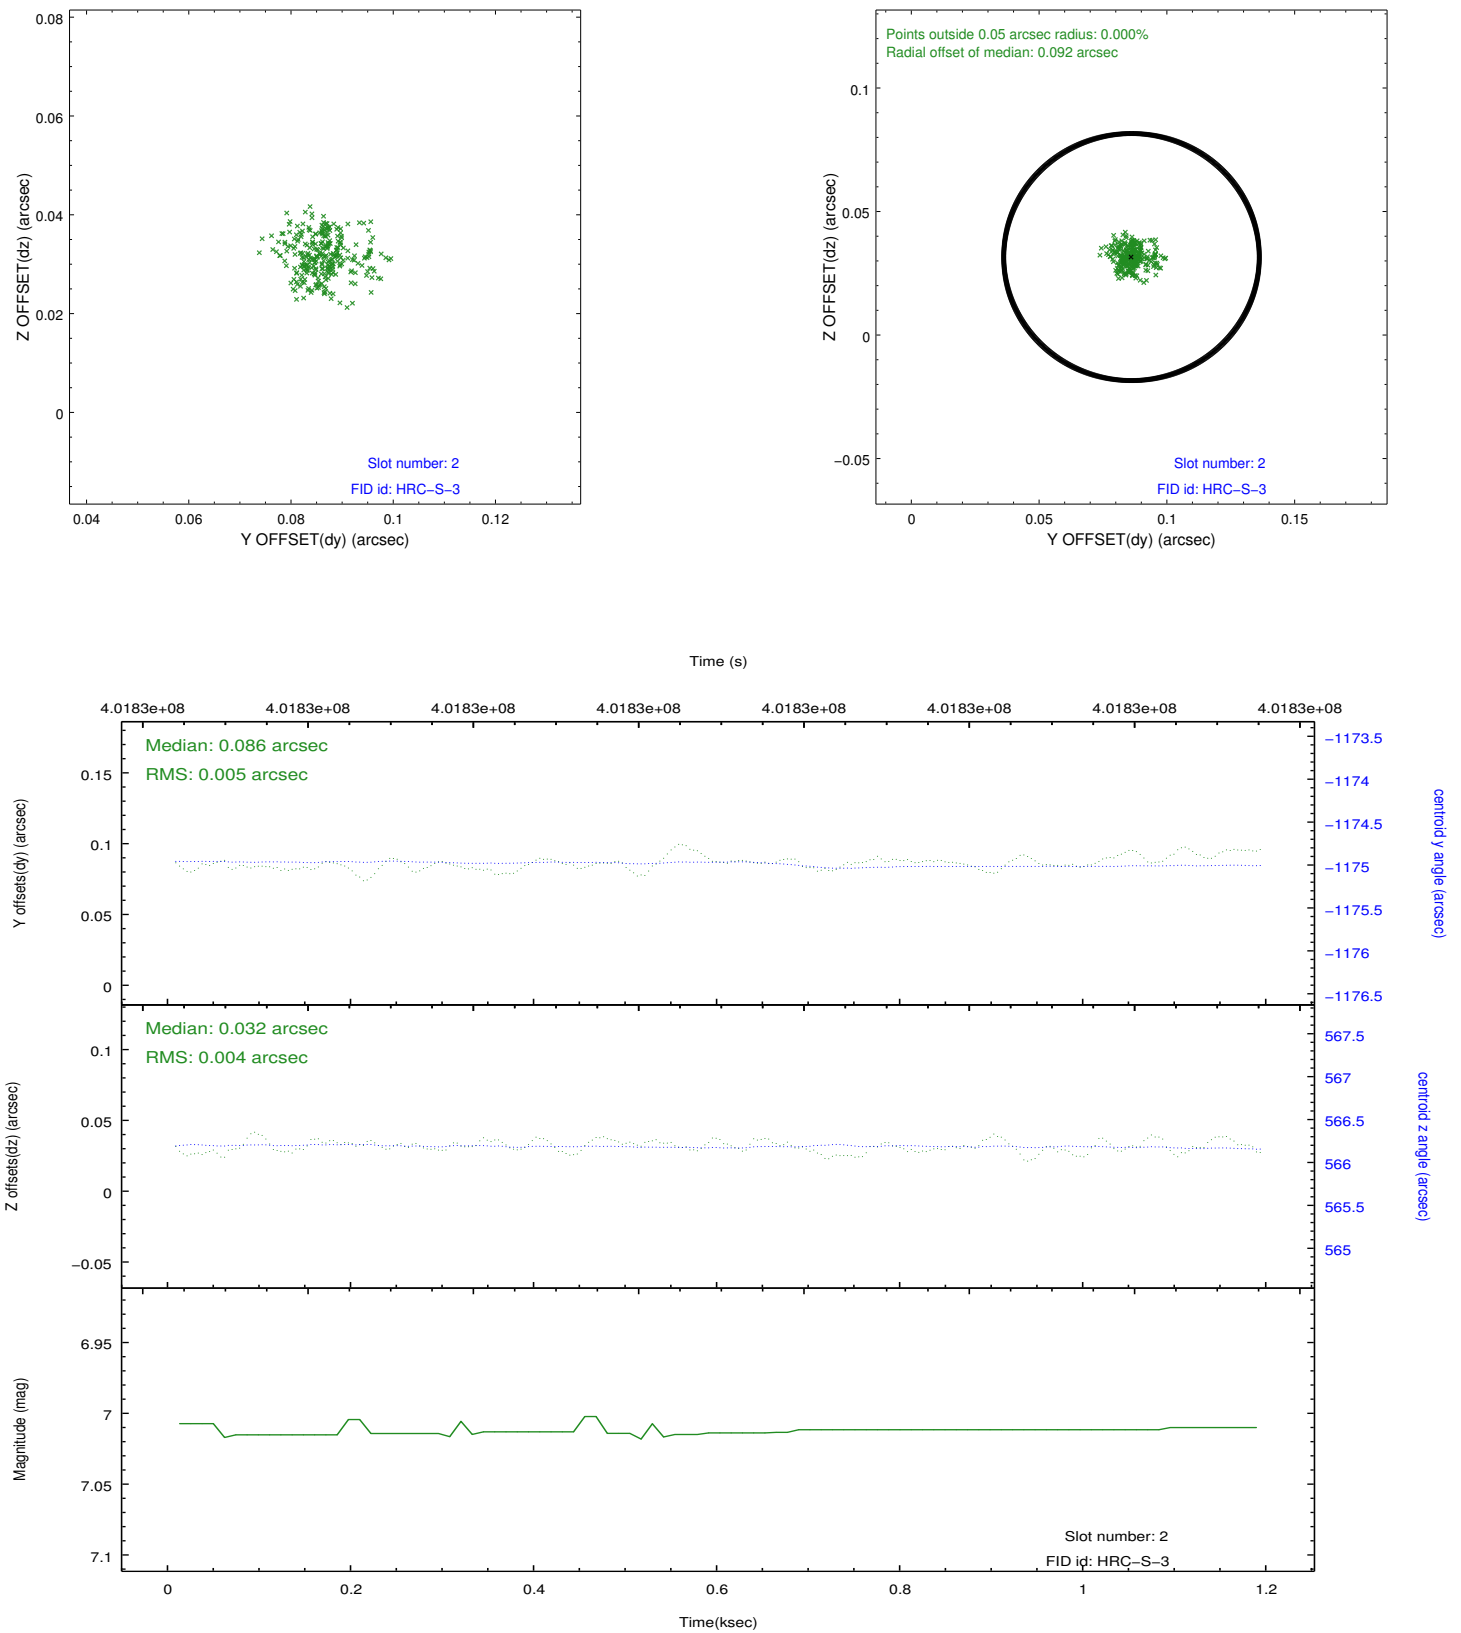 0.08
0.06
0.04
0.02
0
Z OFFSET(dz) (arcsec)
Slot number: 2
FID id: HRC−S−3
0.04 0.06 0.08 0.1 0.12
Y OFFSET(dy) (arcsec)
Points outside 0.05 arcsec radius: 0.000%
Radial offset of median: 0.092 arcsec
0.1
0.05
0
−0.05
Z OFFSET(dz) (arcsec)
Slot number: 2
FID id: HRC−S−3
0 0.05 0.1 0.15
Y OFFSET(dy) (arcsec)
Time (s)
4.0183e+08 4.0183e+08 4.0183e+08 4.0183e+08 4.0183e+08 4.0183e+08 4.0183e+08 4.0183e+08
Median: 0.086 arcsec
RMS: 0.005 arcsec
0.15
0.1
0.05
0
Y offsets(dy) (arcsec)
−1173.5
−1174
−1174.5
−1175
−1175.5
−1176
−1176.5
centroid y angle (arcsec)
Median: 0.032 arcsec
RMS: 0.004 arcsec
0.1
0.05
0
−0.05
Z offsets(dz) (arcsec)
567.5
567
566.5
566
565.5
565
centroid z angle (arcsec)
6.95
7
7.05
7.1
Magnitude (mag)
Slot number: 2
FID id: HRC−S−3
0 0.2 0.4 0.6 0.8 1 1.2
Time(ksec)